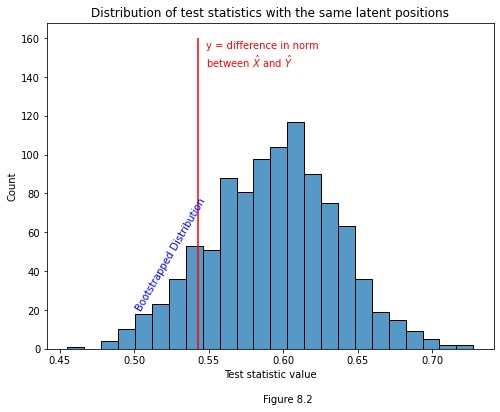 Distribution of test statistics with the same latent positions
160
140
120
100
80
60
40
20
0
Count
y = difference in norm
between X̂ and Ŷ
Bootstrapped Distribution
0.45
0.50
0.55
0.60
0.65
0.70
Test statistic value
Figure 8.2